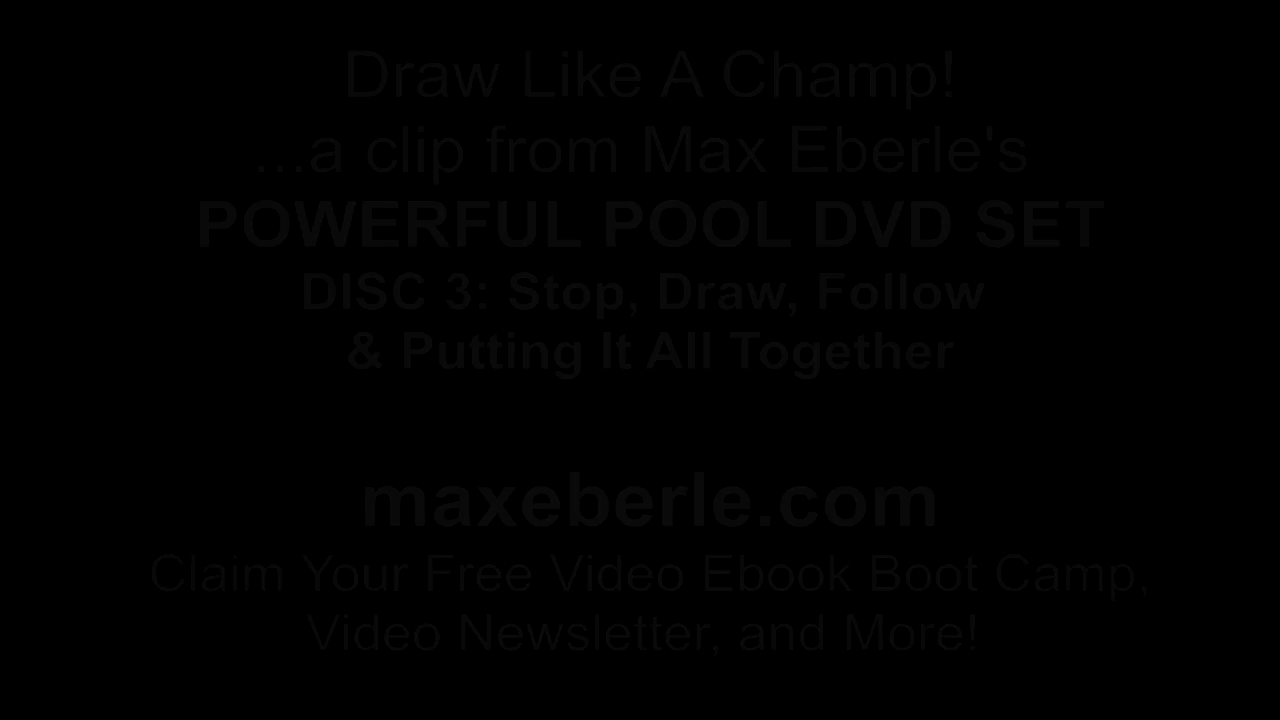 Draw Like A Champ!
...a clip from Max Eberle's
POWERFUL POOL DVD SET
DISC 3: Stop, Draw, Follow
& Putting It All Together
maxeberle.com
Claim Your Free Video Ebook Boot Camp,
Video Newsletter, and More!